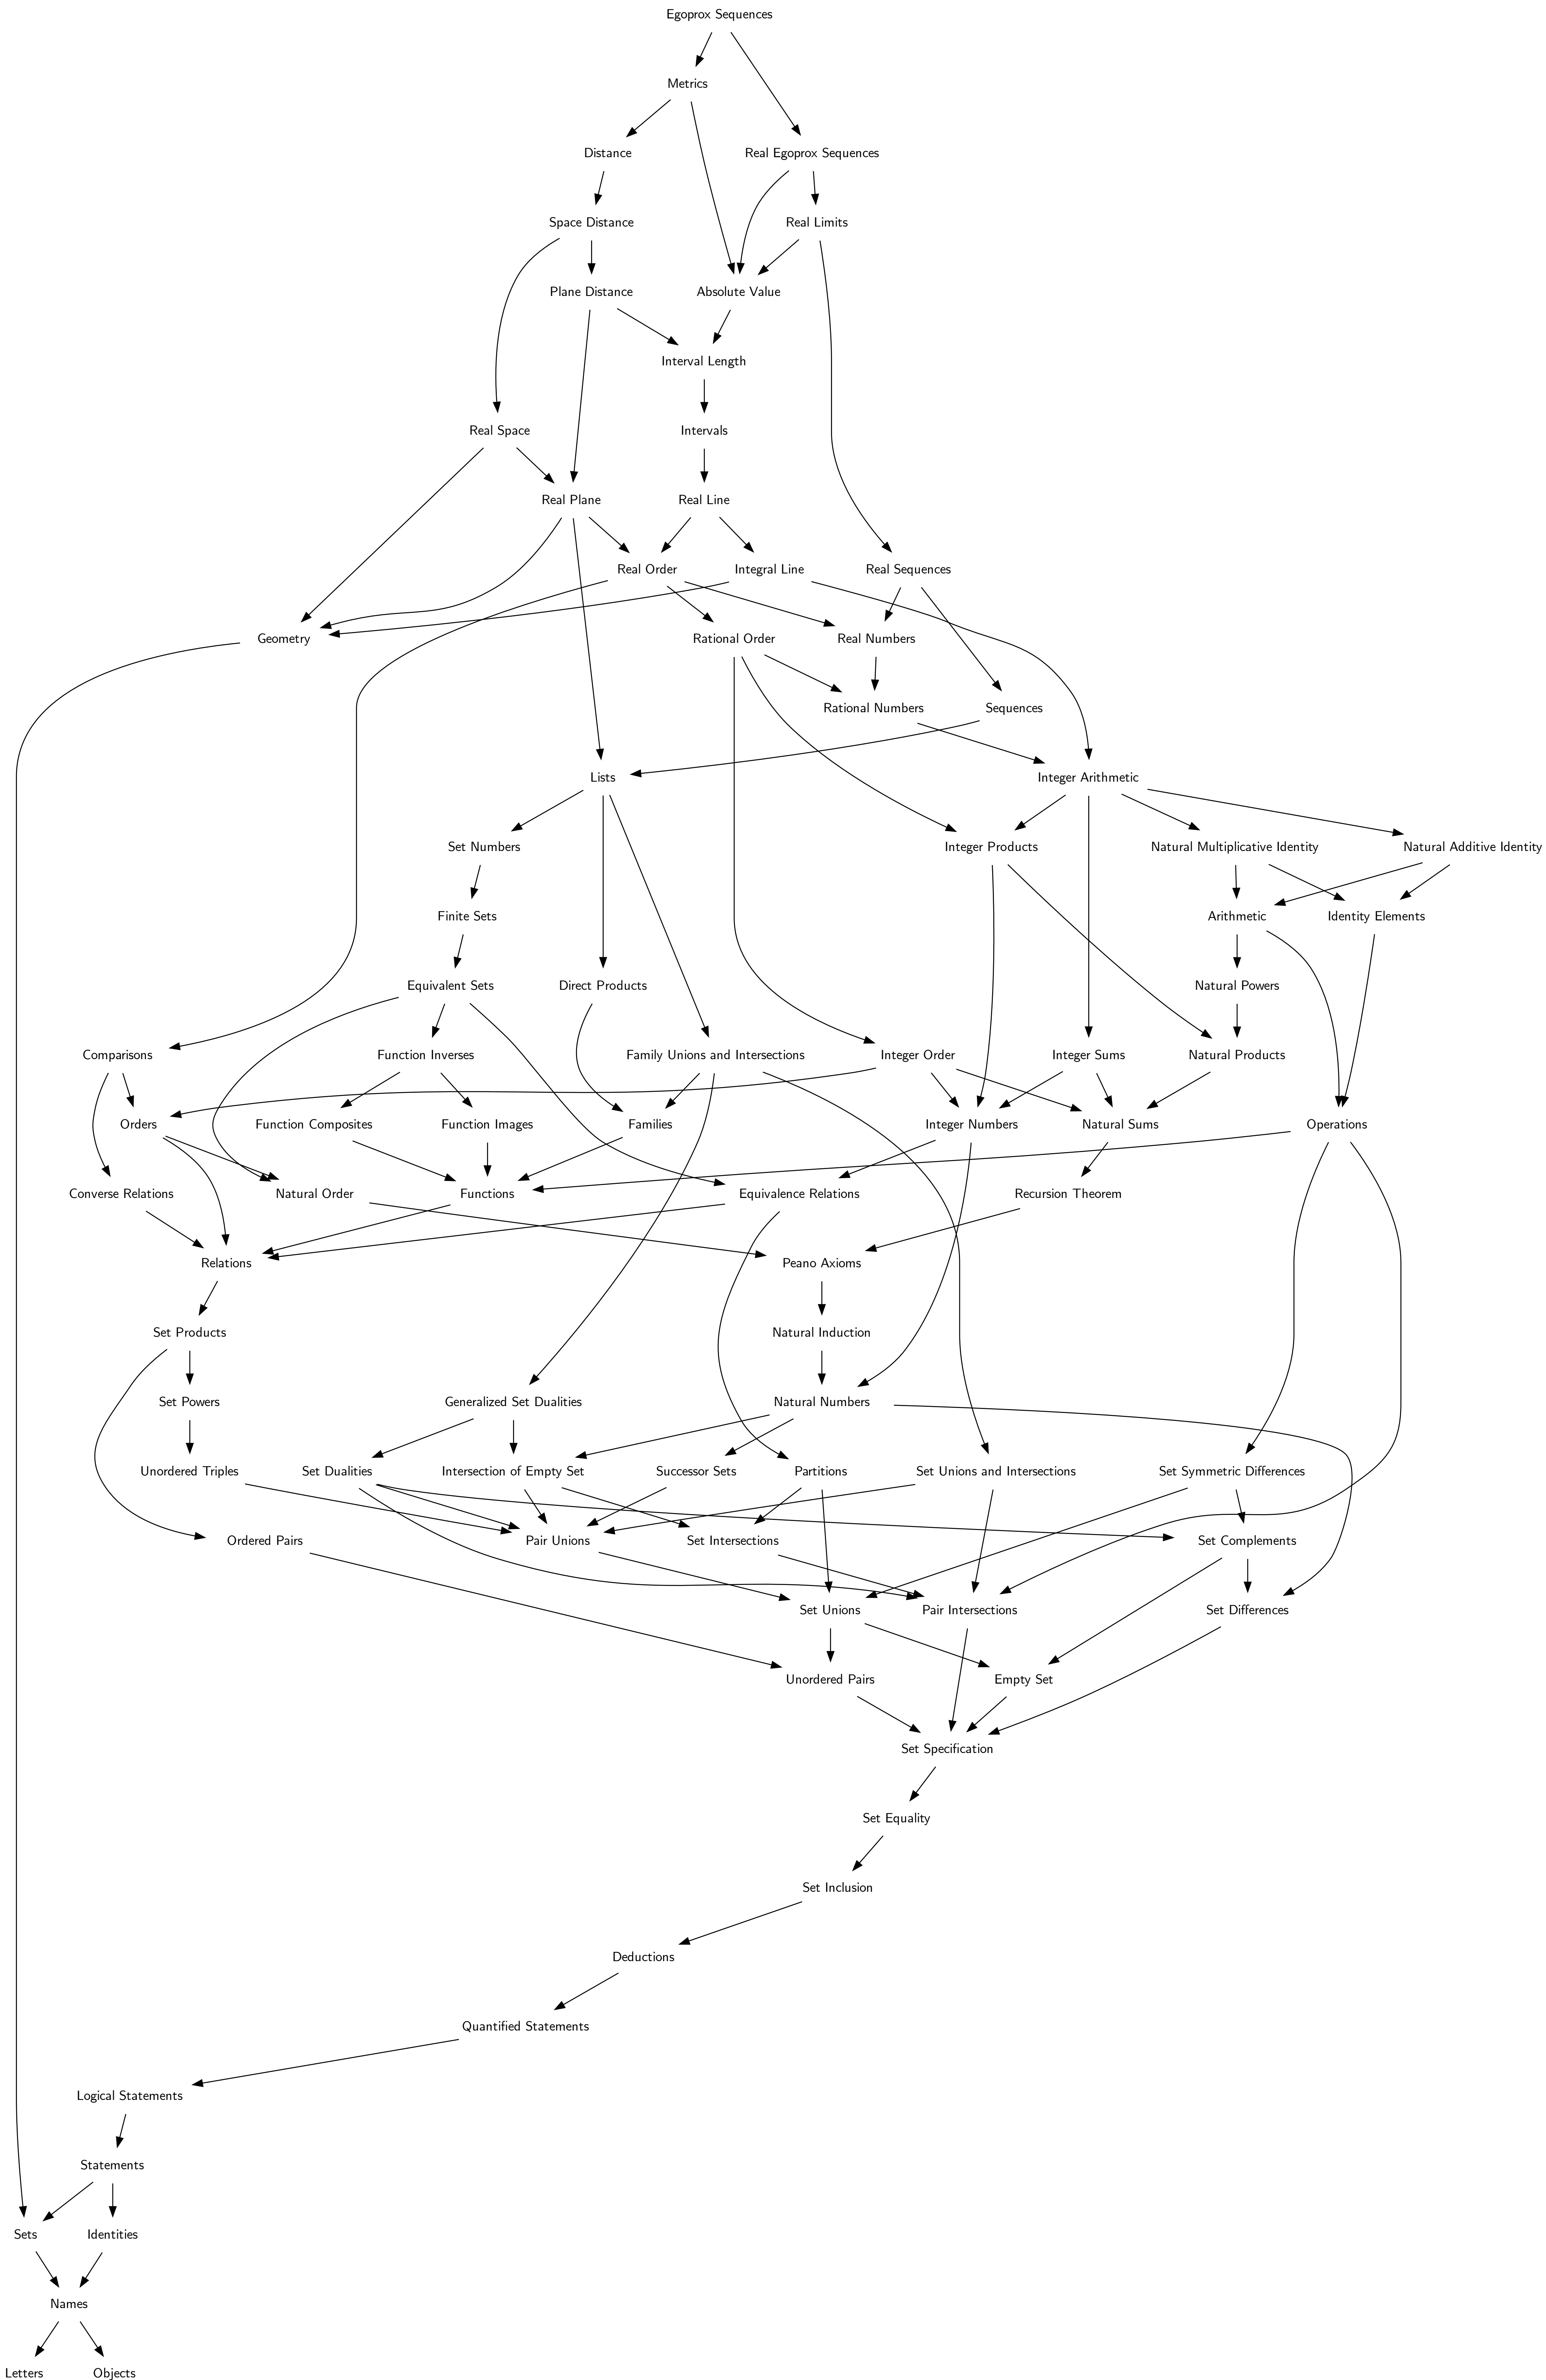 Egoprox Sequences
Metrics
Distance
Real Egoprox Sequences
Space Distance
Real Limits
Plane Distance
Absolute Value
Interval Length
Real Space
Intervals
Real Plane
Real Line
Real Order
Integral Line
Real Sequences
Geometry
Rational Order
Real Numbers
Rational Numbers
Sequences
Lists
Integer Arithmetic
Set Numbers
Integer Products
Natural Multiplicative Identity
Natural Additive Identity
Finite Sets
Arithmetic
Identity Elements
Equivalent Sets
Direct Products
Natural Powers
Comparisons
Function Inverses
Family Unions and Intersections
Integer Order
Integer Sums
Natural Products
Orders
Function Composites
Function Images
Families
Integer Numbers
Natural Sums
Operations
Converse Relations
Natural Order
Functions
Equivalence Relations
Recursion Theorem
Relations
Peano Axioms
Set Products
Natural Induction
Set Powers
Generalized Set Dualities
Natural Numbers
Unordered Triples
Set Dualities
Intersection of Empty Set
Successor Sets
Partitions
Set Unions and Intersections
Set Symmetric Differences
Ordered Pairs
Pair Unions
Set Intersections
Set Complements
Set Unions
Pair Intersections
Set Differences
Unordered Pairs
Empty Set
Set Specification
Set Equality
Set Inclusion
Deductions
Quantified Statements
Logical Statements
Statements
Sets
Identities
Names
Letters
Objects